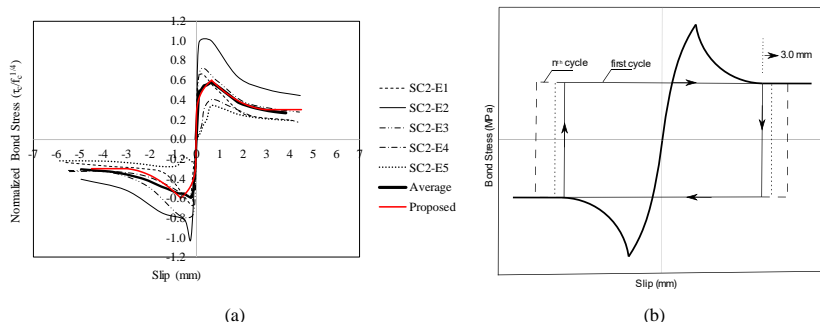 1.2
1.0
0.8
0.6
0.4
0.2
0.0
-0.2
-0.4
-0.6
-0.8
-1.0
-1.2
-7 -6 -5 -4 -3 -2 -1 0 1 2 3 4 5 6 7
Normalized Bond Stress (τc/fc^1/4)
Slip (mm)
SC2-E1
SC2-E2
SC2-E3
SC2-E4
SC2-E5
Average
Proposed
(a)
nth cycle
first cycle
3.0 mm
Bond Stress (MPa)
Slip (mm)
(b)